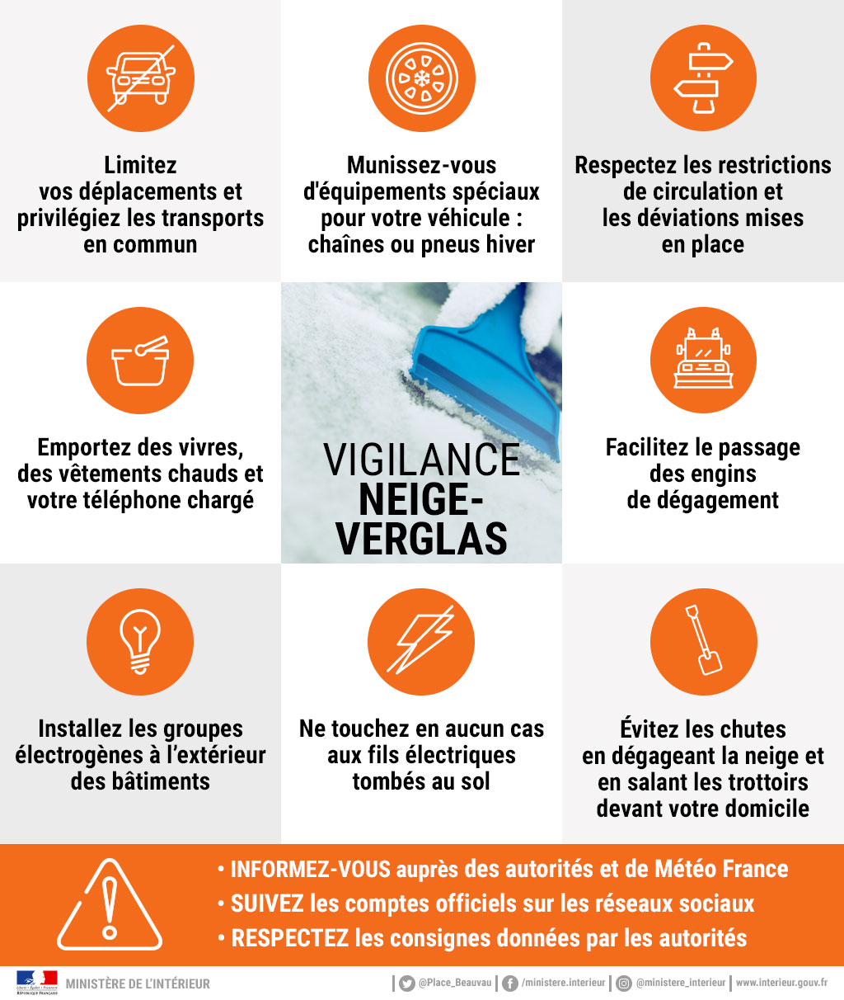 Limitez
vos déplacements et
privilégiez les transports
en commun
Munissez-vous
d'équipements spéciaux
pour votre véhicule :
chaînes ou pneus hiver
Respectez les restrictions
de circulation et
les déviations mises
en place
Emportez des vivres,
des vêtements chauds et
votre téléphone chargé
VIGILANCE
NEIGE-
VERGLAS
Facilitez le passage
des engins
de dégagement
Installez les groupes
électrogènes à l’extérieur
des bâtiments
Ne touchez en aucun cas
aux fils électriques
tombés au sol
Évitez les chutes
en dégageant la neige et
en salant les trottoirs
devant votre domicile
• INFORMEZ-VOUS auprès des autorités et de Météo France
• SUIVEZ les comptes officiels sur les réseaux sociaux
• RESPECTEZ les consignes données par les autorités
Liberté • Égalité • Fraternité
RÉPUBLIQUE FRANÇAISE
MINISTÈRE DE L’INTÉRIEUR
@Place_Beauvau
/ministere.interieur
@ministere_interieur
www.interieur.gouv.fr